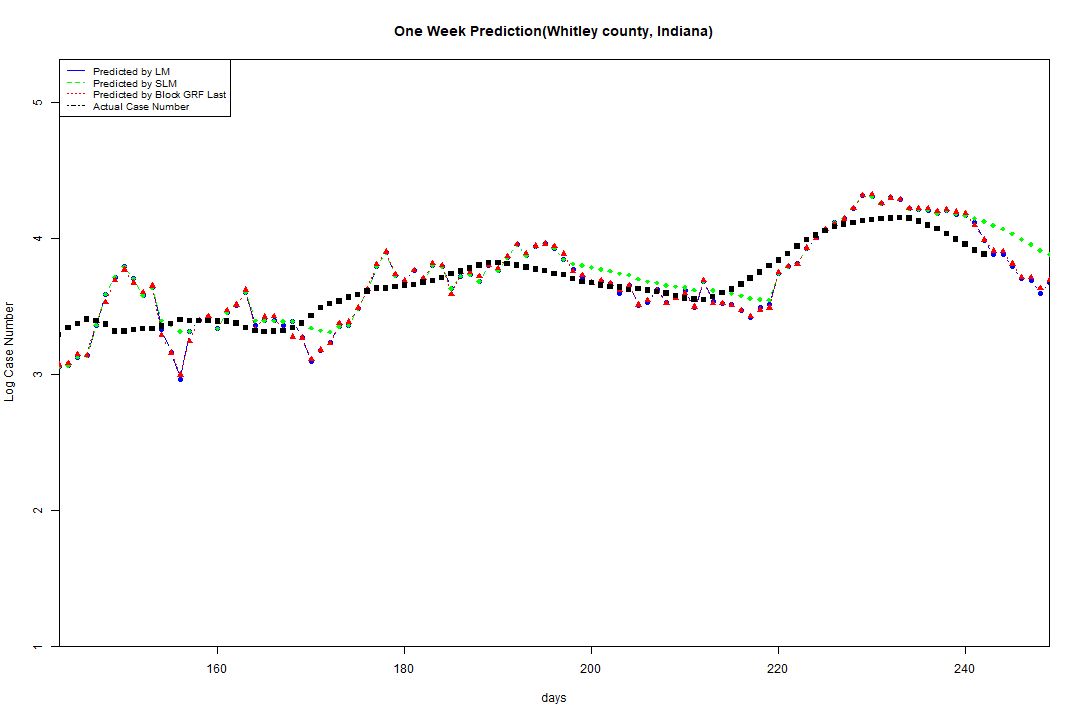 One Week Prediction(Whitley county, Indiana)
Predicted by LM
Predicted by SLM
Predicted by Block GRF Last
Actual Case Number
5
4
3
2
1
Log Case Number
160
180
200
220
240
days